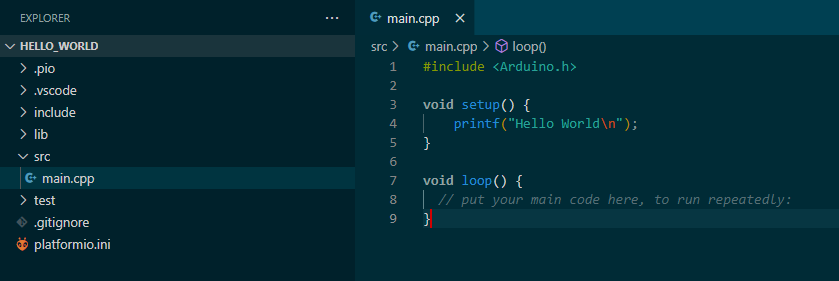 EXPLORER ···
HELLO_WORLD
.pio
.vscode
include
lib
src
main.cpp
test
.gitignore
platformio.ini
main.cpp
src > main.cpp > loop()
1 #include <Arduino.h>
2
3 void setup() {
4     printf("Hello World\n");
5 }
6
7 void loop() {
8   // put your main code here, to run repeatedly:
9 }